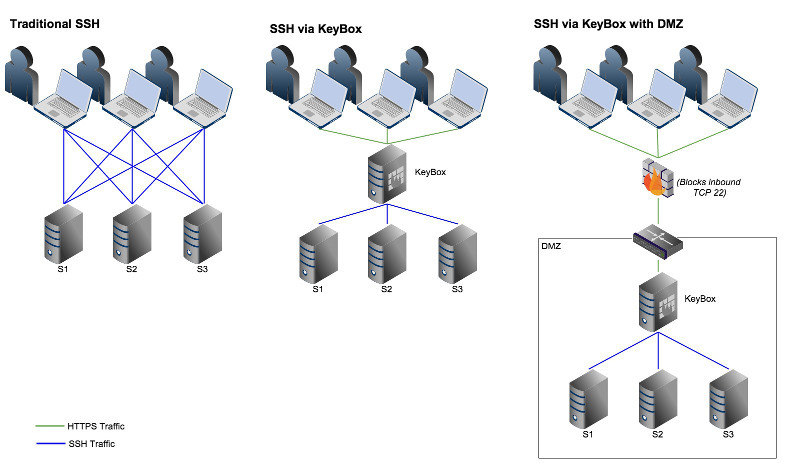 Traditional SSH
SSH via KeyBox
SSH via KeyBox with DMZ
KeyBox
(Blocks inbound
TCP 22)
S1
S2
S3
S1
S2
S3
DMZ
KeyBox
S1
S2
S3
HTTPS Traffic
SSH Traffic